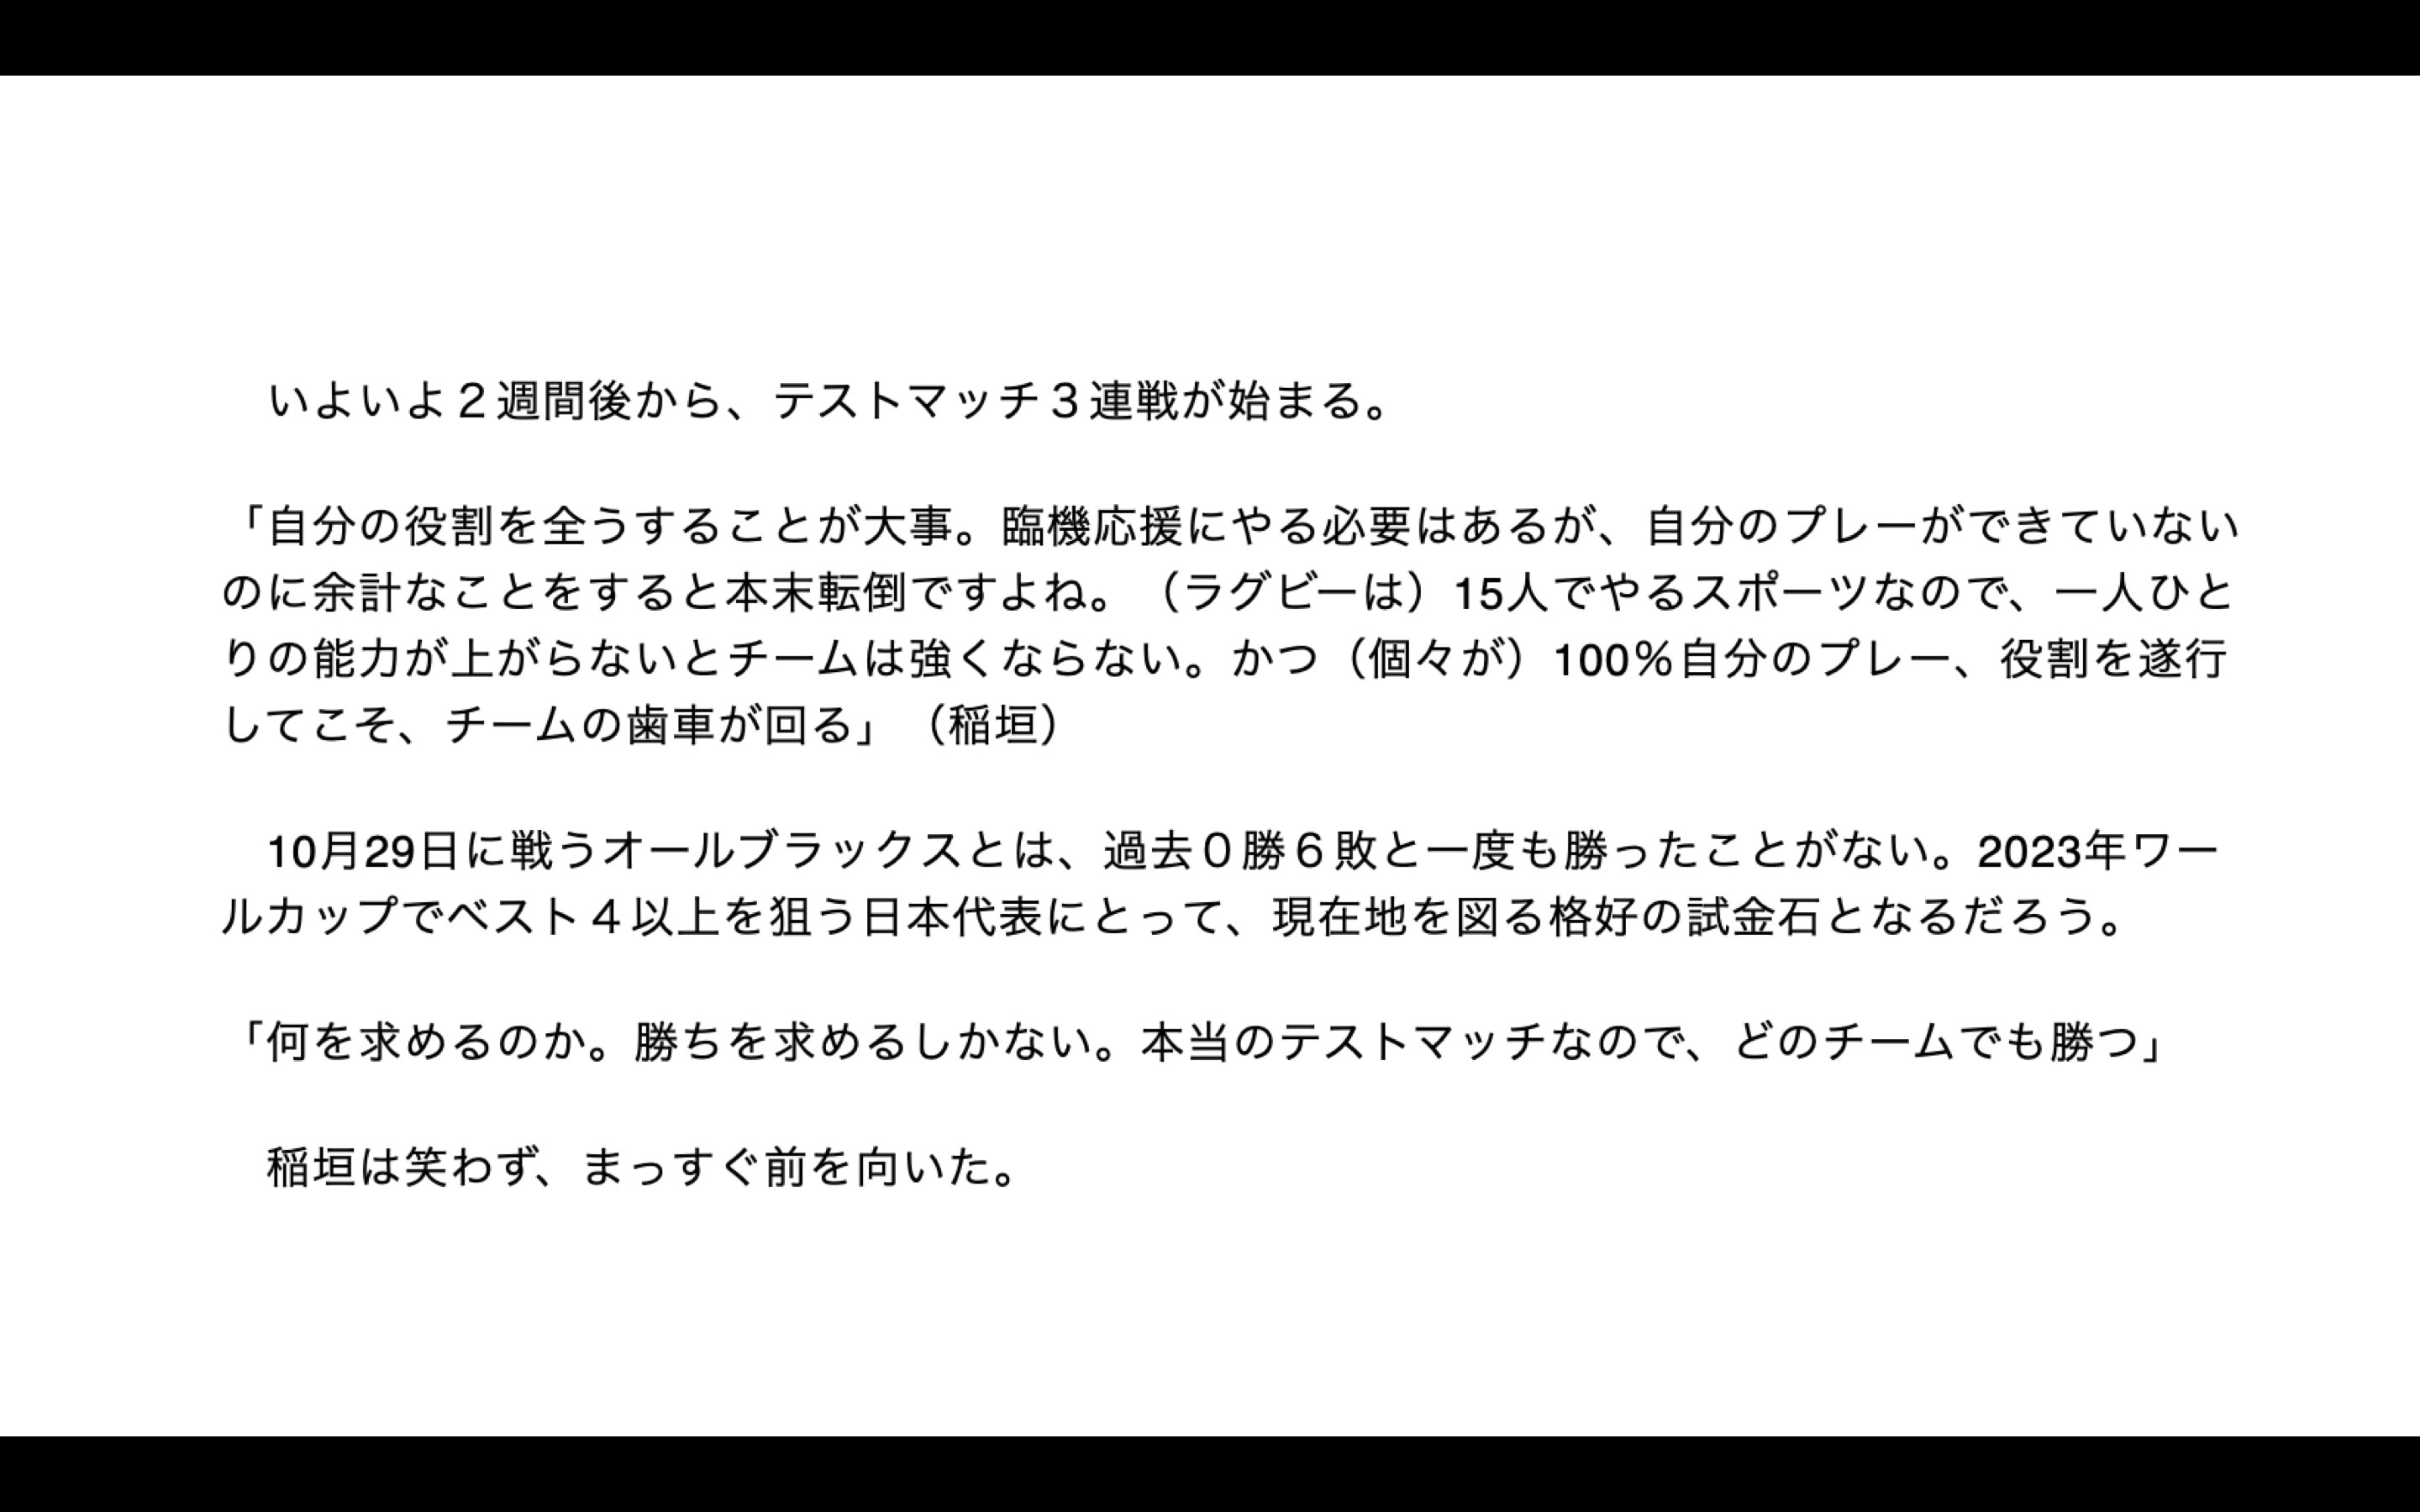 いよいよ２週間後から、テストマッチ３連戦が始まる。
「自分の役割を全うすることが大事。臨機応援にやる必要はあるが、自分のプレーができていない
のに余計なことをすると本末転倒ですよね。（ラグビーは）15人でやるスポーツなので、一人ひと
りの能力が上がらないとチームは強くならない。かつ（個々が）100％自分のプレー、役割を遂行
してこそ、チームの歯車が回る」（稲垣）
10月29日に戦うオールブラックスとは、過去０勝６敗と一度も勝ったことがない。2023年ワー
ルカップでベスト４以上を狙う日本代表にとって、現在地を図る格好の試金石となるだろう。
「何を求めるのか。勝ちを求めるしかない。本当のテストマッチなので、どのチームでも勝つ」
稲垣は笑わず、まっすぐ前を向いた。